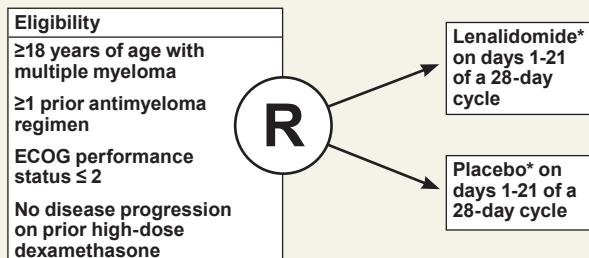 Eligibility
≥18 years of age with
multiple myeloma
≥1 prior antimyeloma
regimen
ECOG performance
status ≤ 2
No disease progression
on prior high-dose
dexamethasone
R
Lenalidomide*
on days 1-21
of a 28-day
cycle
Placebo* on
days 1-21 of a
28-day cycle